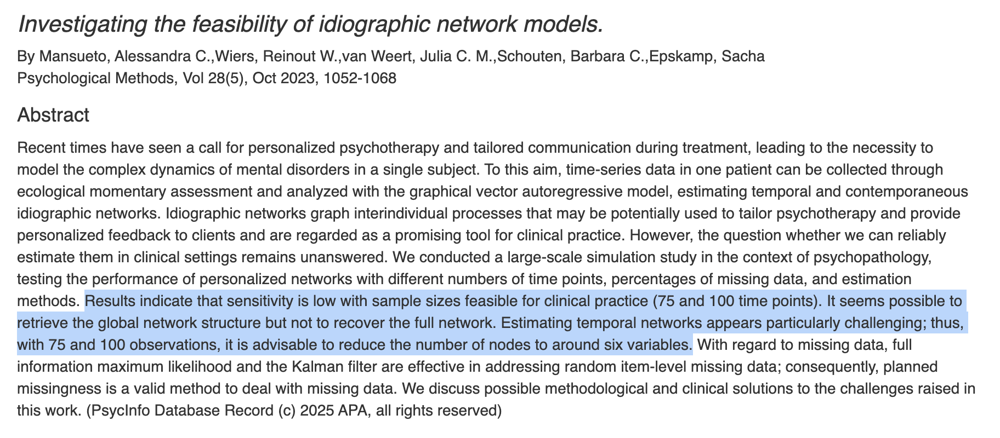 Investigating the feasibility of idiographic network models.
By Mansueto, Alessandra C.,Wiers, Reinout W.,van Weert, Julia C. M.,Schouten, Barbara C.,Epskamp, Sacha
Psychological Methods, Vol 28(5), Oct 2023, 1052-1068
Abstract
Recent times have seen a call for personalized psychotherapy and tailored communication during treatment, leading to the necessity to
model the complex dynamics of mental disorders in a single subject. To this aim, time-series data in one patient can be collected through
ecological momentary assessment and analyzed with the graphical vector autoregressive model, estimating temporal and contemporaneous
idiographic networks. Idiographic networks graph interindividual processes that may be potentially used to tailor psychotherapy and provide
personalized feedback to clients and are regarded as a promising tool for clinical practice. However, the question whether we can reliably
estimate them in clinical settings remains unanswered. We conducted a large-scale simulation study in the context of psychopathology,
testing the performance of personalized networks with different numbers of time points, percentages of missing data, and estimation
methods. Results indicate that sensitivity is low with sample sizes feasible for clinical practice (75 and 100 time points). It seems possible to
retrieve the global network structure but not to recover the full network. Estimating temporal networks appears particularly challenging; thus,
with 75 and 100 observations, it is advisable to reduce the number of nodes to around six variables. With regard to missing data, full
information maximum likelihood and the Kalman filter are effective in addressing random item-level missing data; consequently, planned
missingness is a valid method to deal with missing data. We discuss possible methodological and clinical solutions to the challenges raised in
this work. (PsycInfo Database Record (c) 2025 APA, all rights reserved)